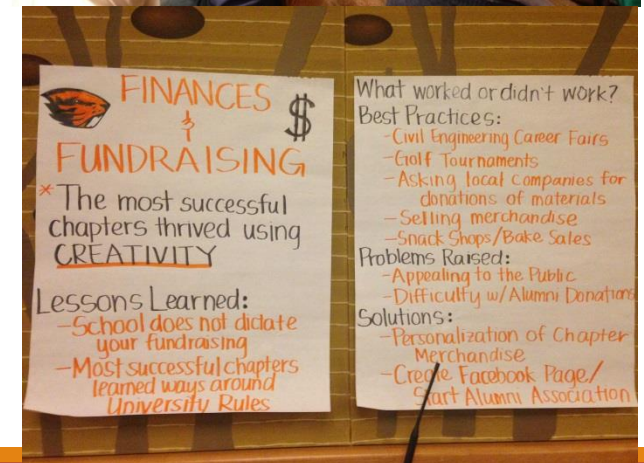 FINANCES
&
FUNDRAISING
$
* The most successful
chapters thrived using
CREATIVITY
Lessons Learned:
-School does not dictate
your fundraising
-Most successful chapters
learned ways around
University Rules
What worked or didn't work?
Best Practices:
-Civil Engineering Career Fairs
-Golf Tournaments
-Asking local companies for
donations of materials
-Selling merchandise
-Snack Shops/Bake Sales
Problems Raised:
-Appealing to the Public
-Difficulty w/Alumni Donations
Solutions:
-Personalization of Chapter
Merchandise
-Create Facebook Page/
Start Alumni Association